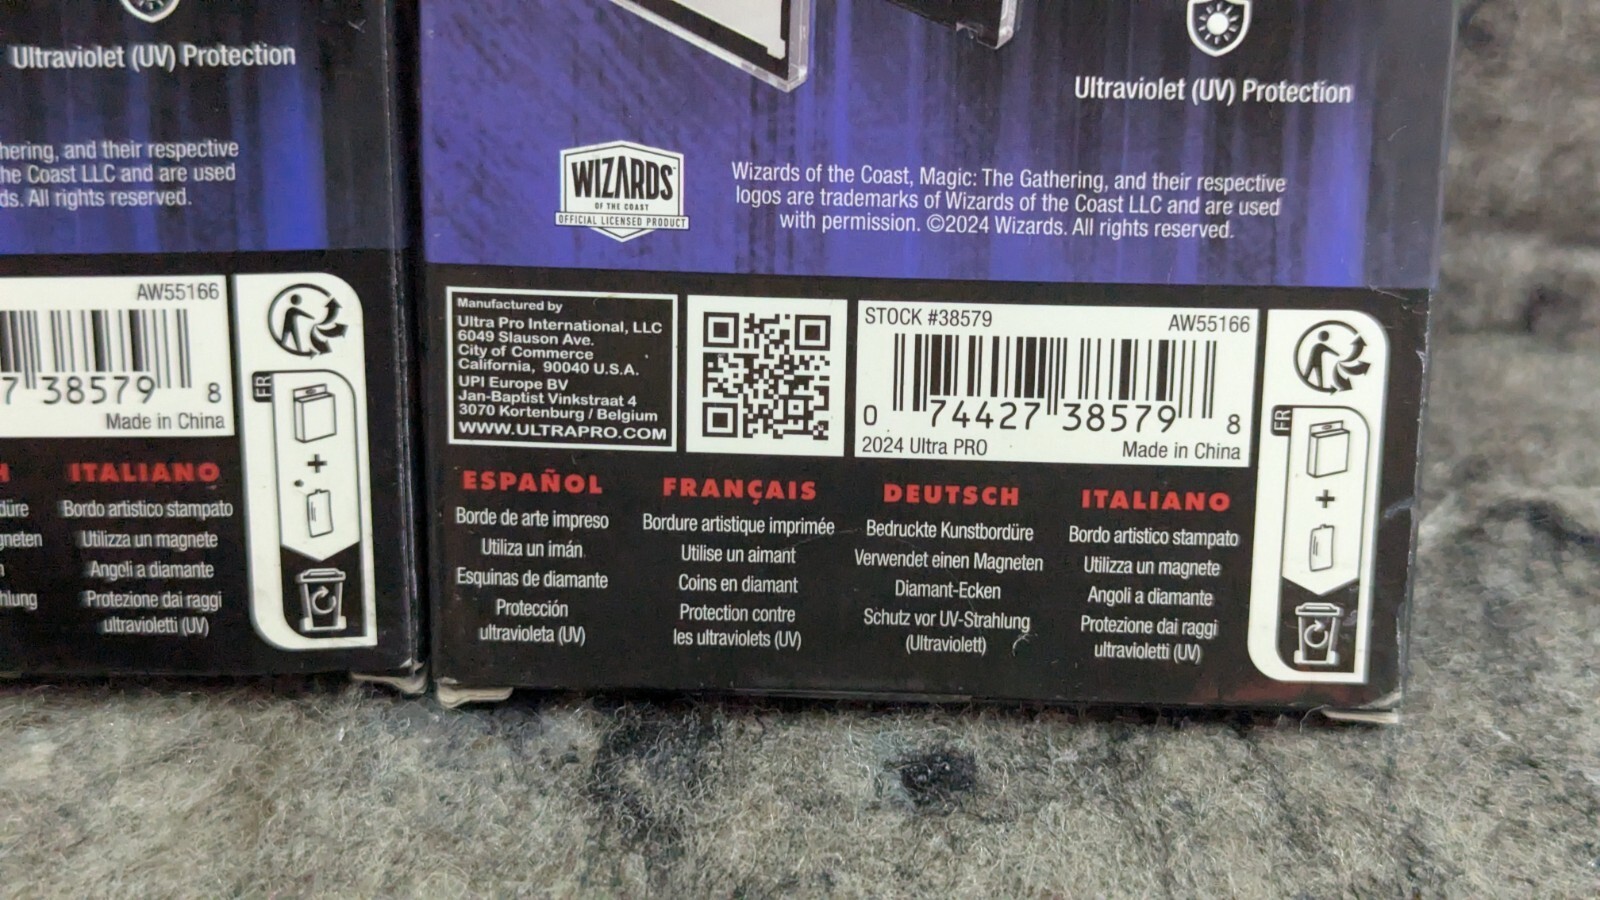 Ultraviolet (UV) Protection
hering, and their respective
he Coast LLC and are used
ds. All rights reserved.
AW55166
7 38579 8
Made in China
FR
+
H
ITALIANO
düre
Bordo artistico stampato
gneten
Utilizza un magnete
n
Angoli a diamante
hlung
Protezione dai raggi
ultravioletti (UV)
Ultraviolet (UV) Protection
WIZARDS
OF THE COAST
OFFICIAL LICENSED PRODUCT
Wizards of the Coast, Magic: The Gathering, and their respective
logos are trademarks of Wizards of the Coast LLC and are used
with permission. ©2024 Wizards. All rights reserved.
Manufactured by
Ultra Pro International, LLC
6049 Slauson Ave.
City of Commerce
California, 90040 U.S.A.
UPI Europe BV
Jan-Baptist Vinkstraat 4
3070 Kortenburg / Belgium
WWW.ULTRAPRO.COM
STOCK #38579
AW55166
0 74427 38579 8
2024 Ultra PRO
Made in China
FR
+
ESPAÑOL
Borde de arte impreso
Utiliza un imán
Esquinas de diamante
Protección
ultravioleta (UV)
FRANÇAIS
Bordure artistique imprimée
Utilise un aimant
Coins en diamant
Protection contre
les ultraviolets (UV)
DEUTSCH
Bedruckte Kunstbordüre
Verwendet einen Magneten
Diamant-Ecken
Schutz vor UV-Strahlung
(Ultraviolett)
ITALIANO
Bordo artistico stampato
Utilizza un magnete
Angoli a diamante
Protezione dai raggi
ultravioletti (UV)